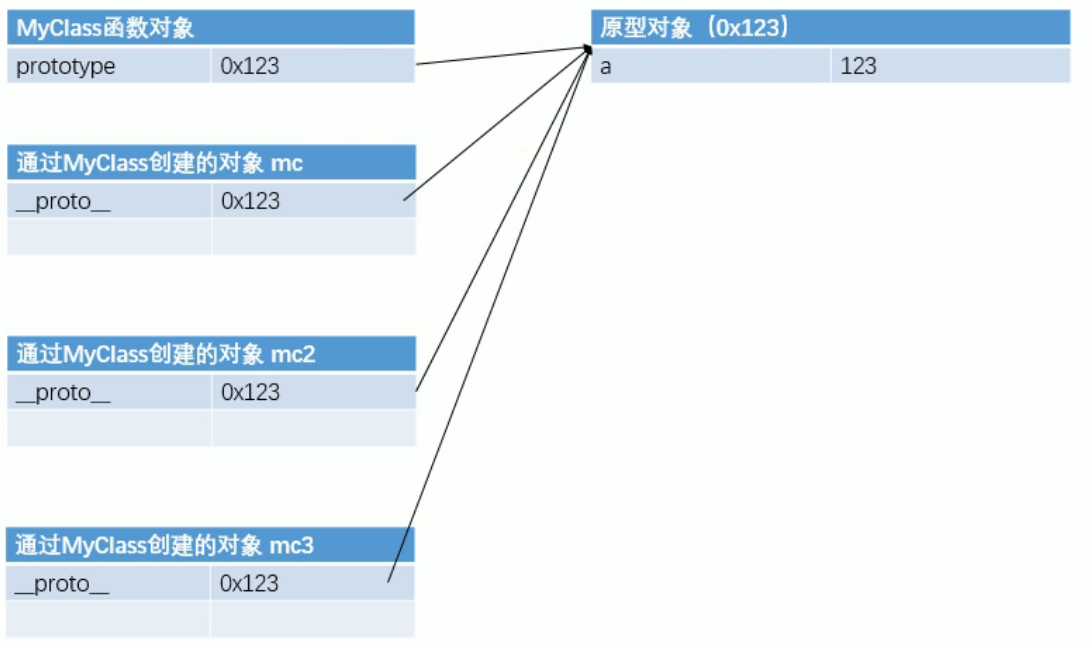 MyClass函数对象
prototype 0x123
原型对象（0x123）
a 123
通过MyClass创建的对象 mc
__proto__ 0x123
通过MyClass创建的对象 mc2
__proto__ 0x123
通过MyClass创建的对象 mc3
__proto__ 0x123